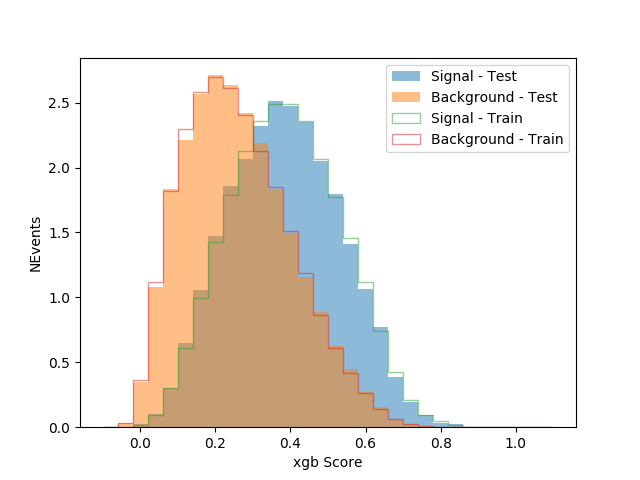 Signal - Test
Background - Test
Signal - Train
Background - Train
2.5
2.0
1.5
1.0
0.5
0.0
NEvents
0.0 0.2 0.4 0.6 0.8 1.0
xgb Score